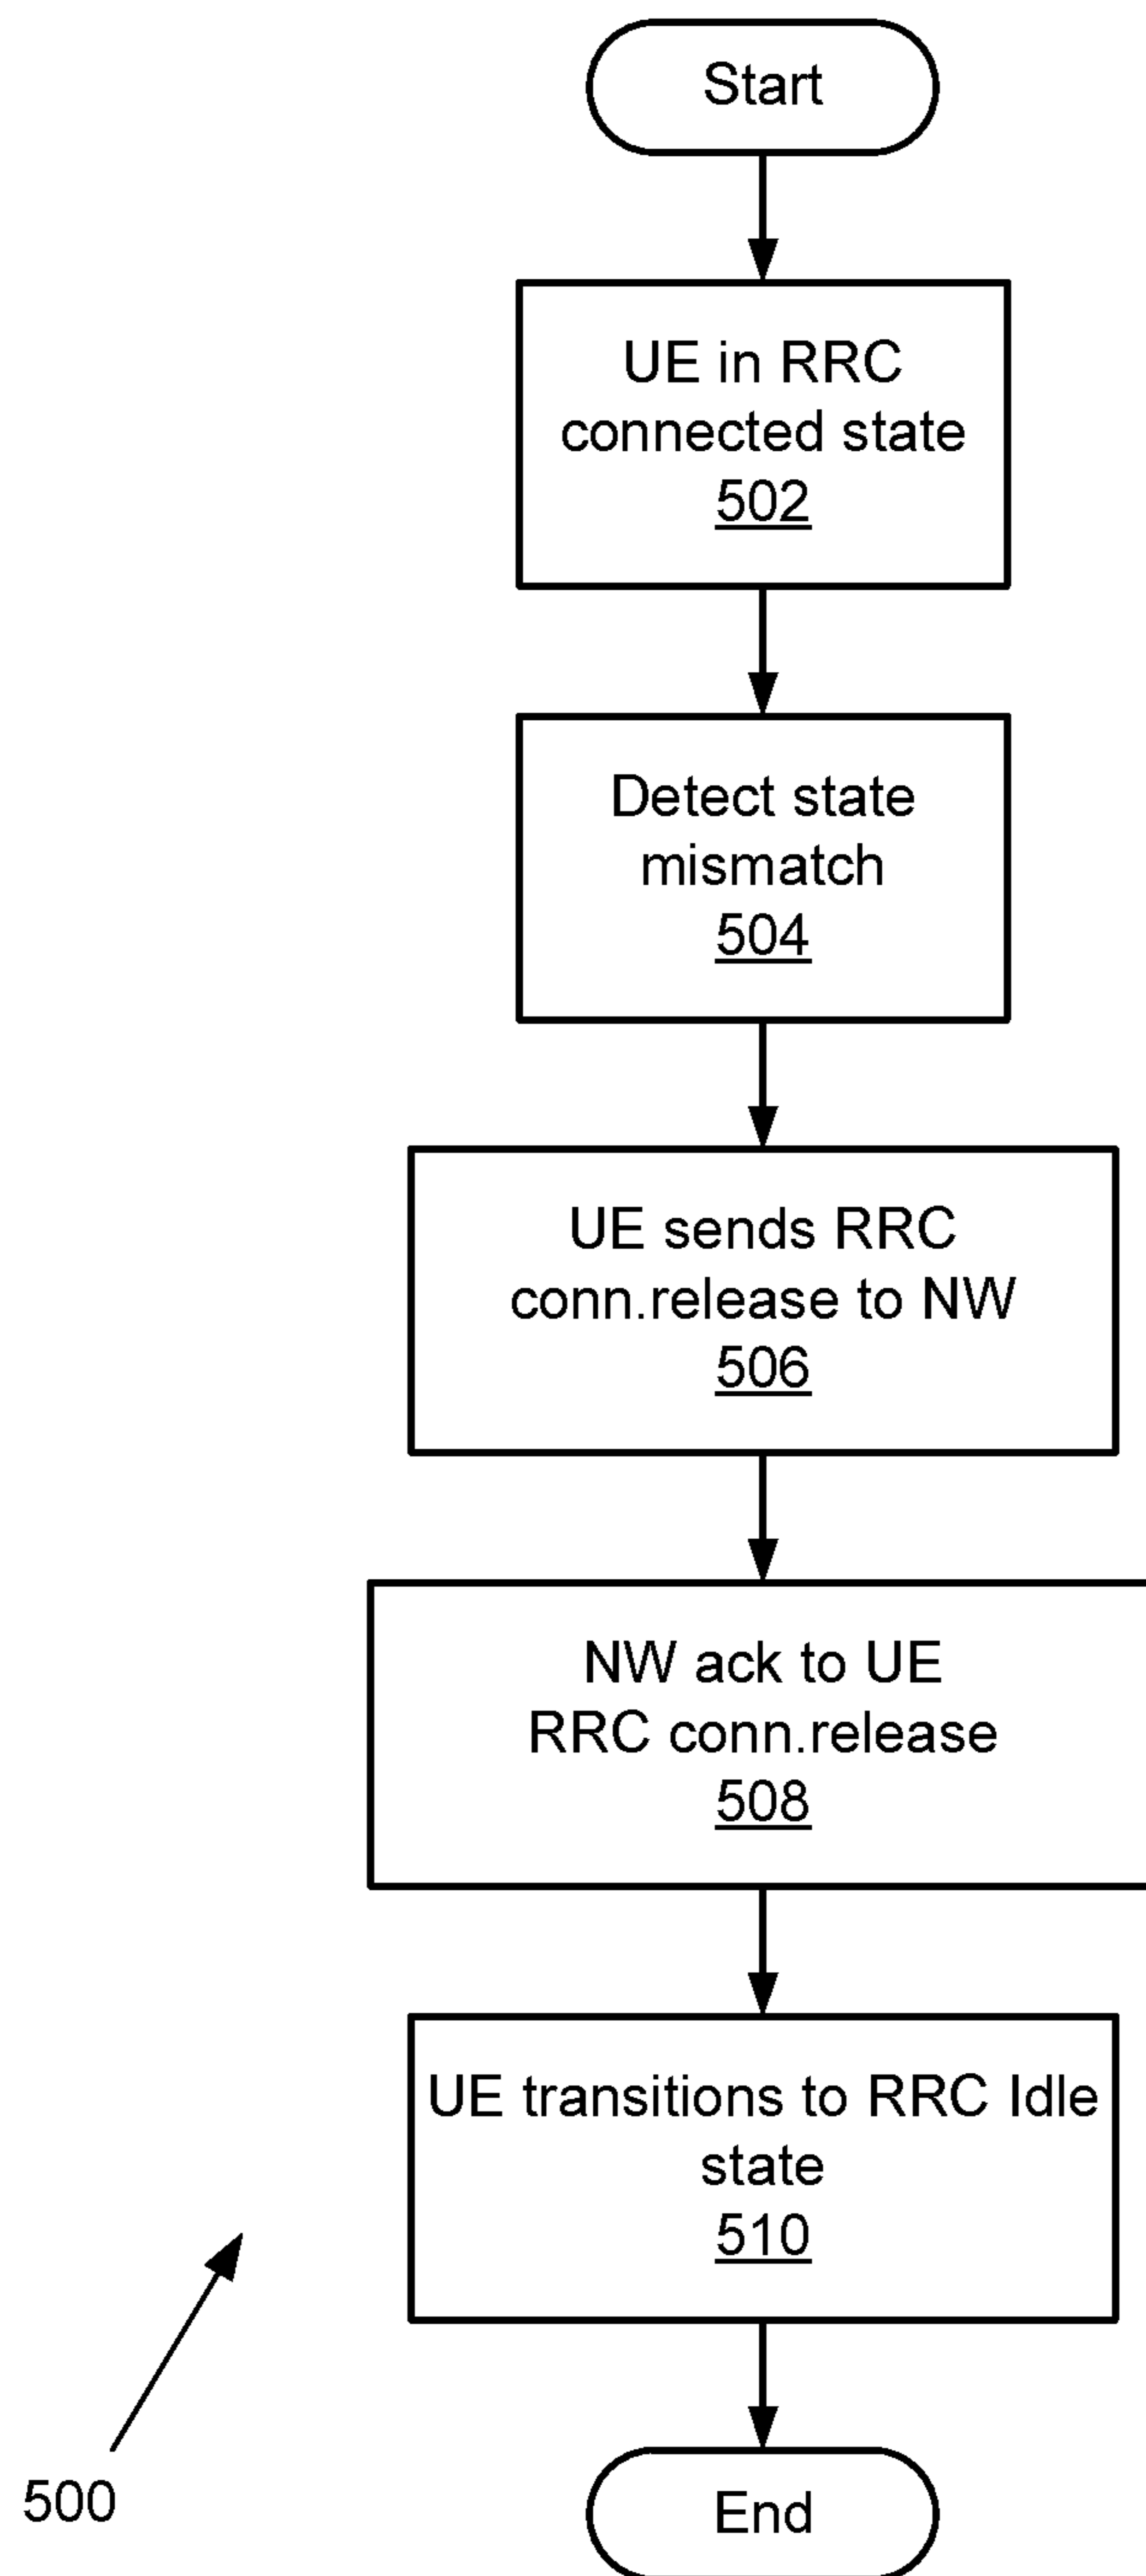 Start
UE in RRC
connected state
502
Detect state
mismatch
504
UE sends RRC
conn.release to NW
506
NW ack to UE
RRC conn.release
508
UE transitions to RRC Idle
state
510
500
End